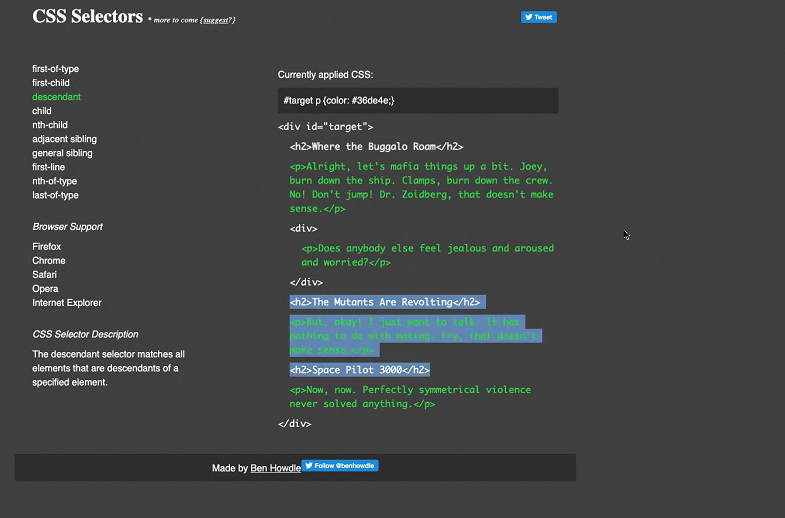 CSS Selectors * more to come {suggest?}
Tweet
first-of-type
first-child
descendant
child
nth-child
adjacent sibling
general sibling
first-line
nth-of-type
last-of-type
Browser Support
Firefox
Chrome
Safari
Opera
Internet Explorer
CSS Selector Description
The descendant selector matches all
elements that are descendants of a
specified element.
Currently applied CSS:
#target p {color: #36de4e;}
<div id="target">
<h2>Where the Buggalo Roam</h2>
<p>Alright, let's mafia things up a bit. Joey,
burn down the ship. Clamps, burn down the crew.
No! Don't jump! Dr. Zoidberg, that doesn't make
sense.</p>
<div>
<p>Does anybody else feel jealous and aroused
and worried?</p>
</div>
<h2>The Mutants Are Revolting</h2>
<p>But, okay! I just want to talk. It has
nothing to do with mating. Fry, that doesn't
make sense.</p>
<h2>Space Pilot 3000</h2>
<p>Now, now. Perfectly symmetrical violence
never solved anything.</p>
</div>
Made by Ben Howdle Follow @benhowdle